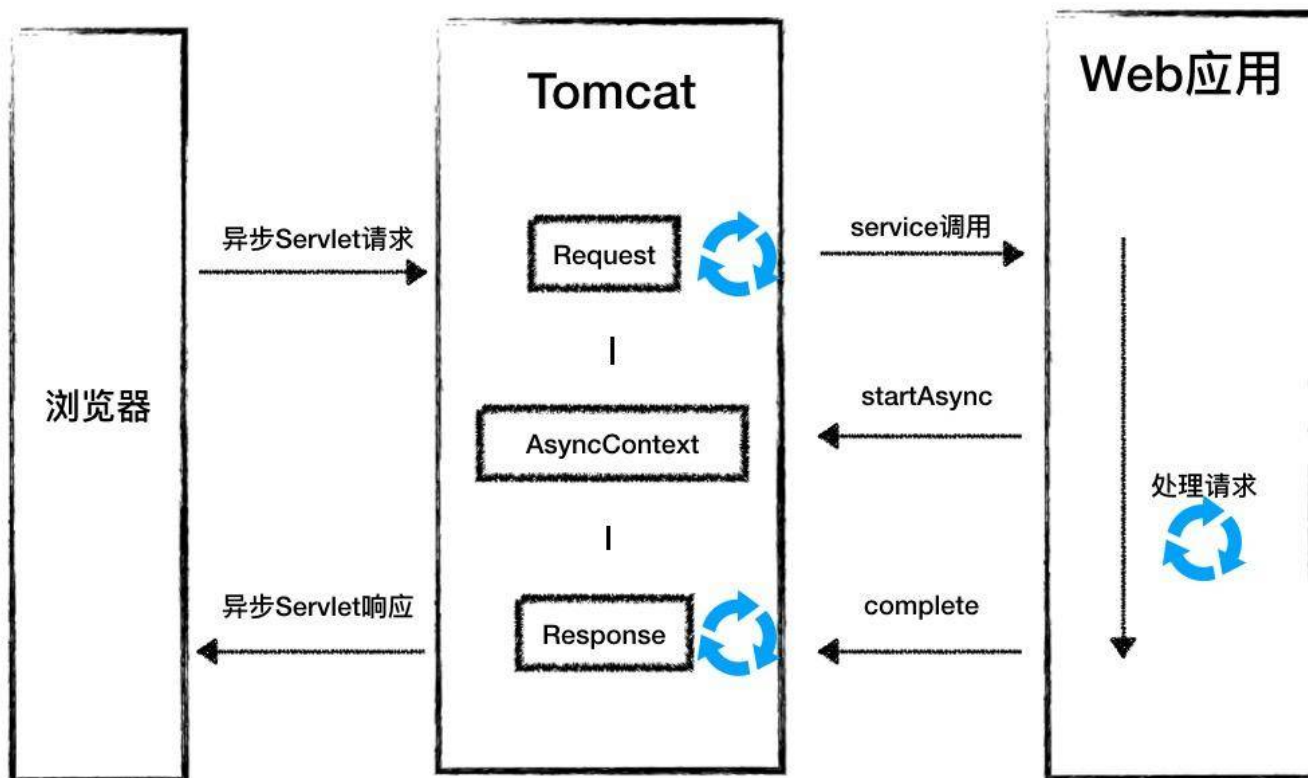 Tomcat
Web应用
异步Servlet请求
Request
service调用
浏览器
AsyncContext
startAsync
处理请求
异步Servlet响应
Response
complete